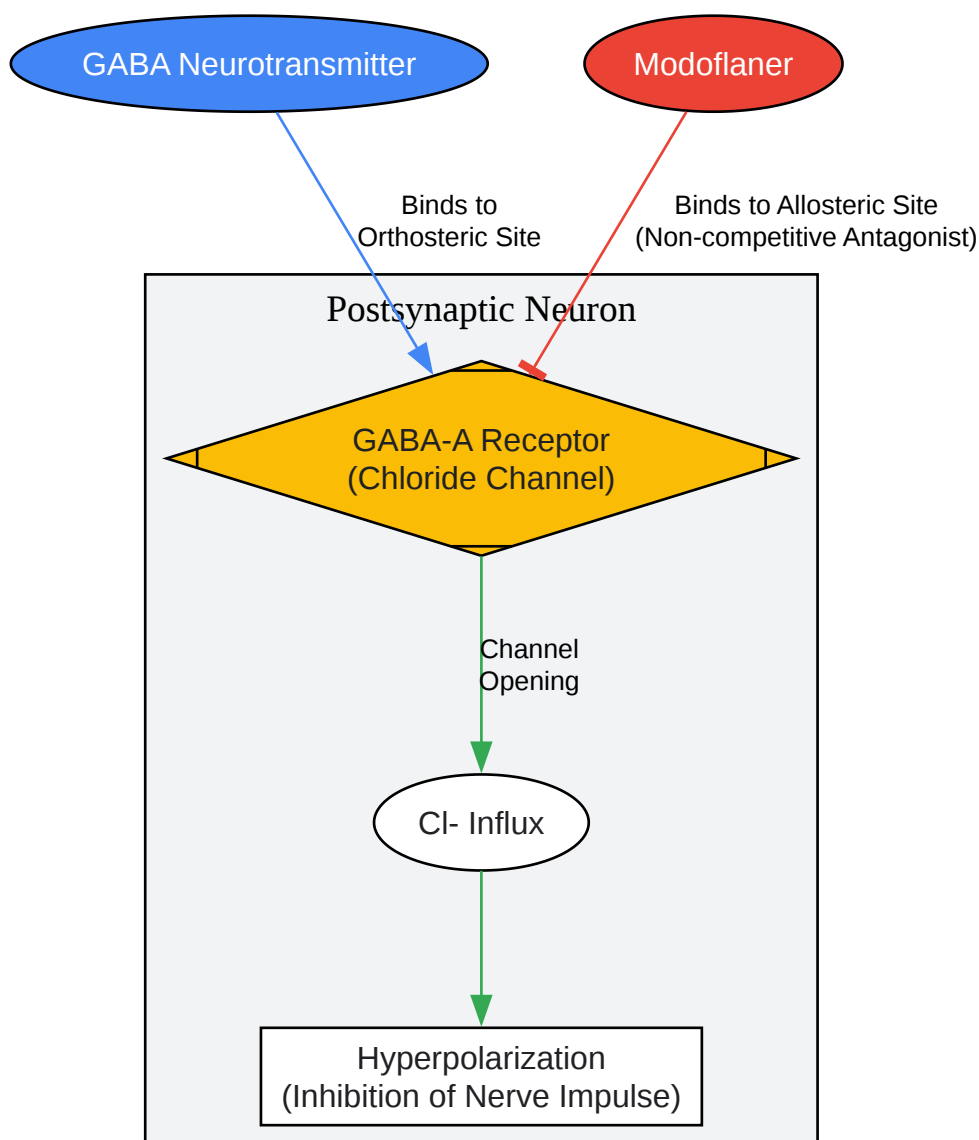 GABA Neurotransmitter
Modoflaner
Binds to
Orthosteric Site
Binds to Allosteric Site
(Non-competitive Antagonist)
Postsynaptic Neuron
GABA-A Receptor
(Chloride Channel)
Channel
Opening
Cl- Influx
Hyperpolarization
(Inhibition of Nerve Impulse)